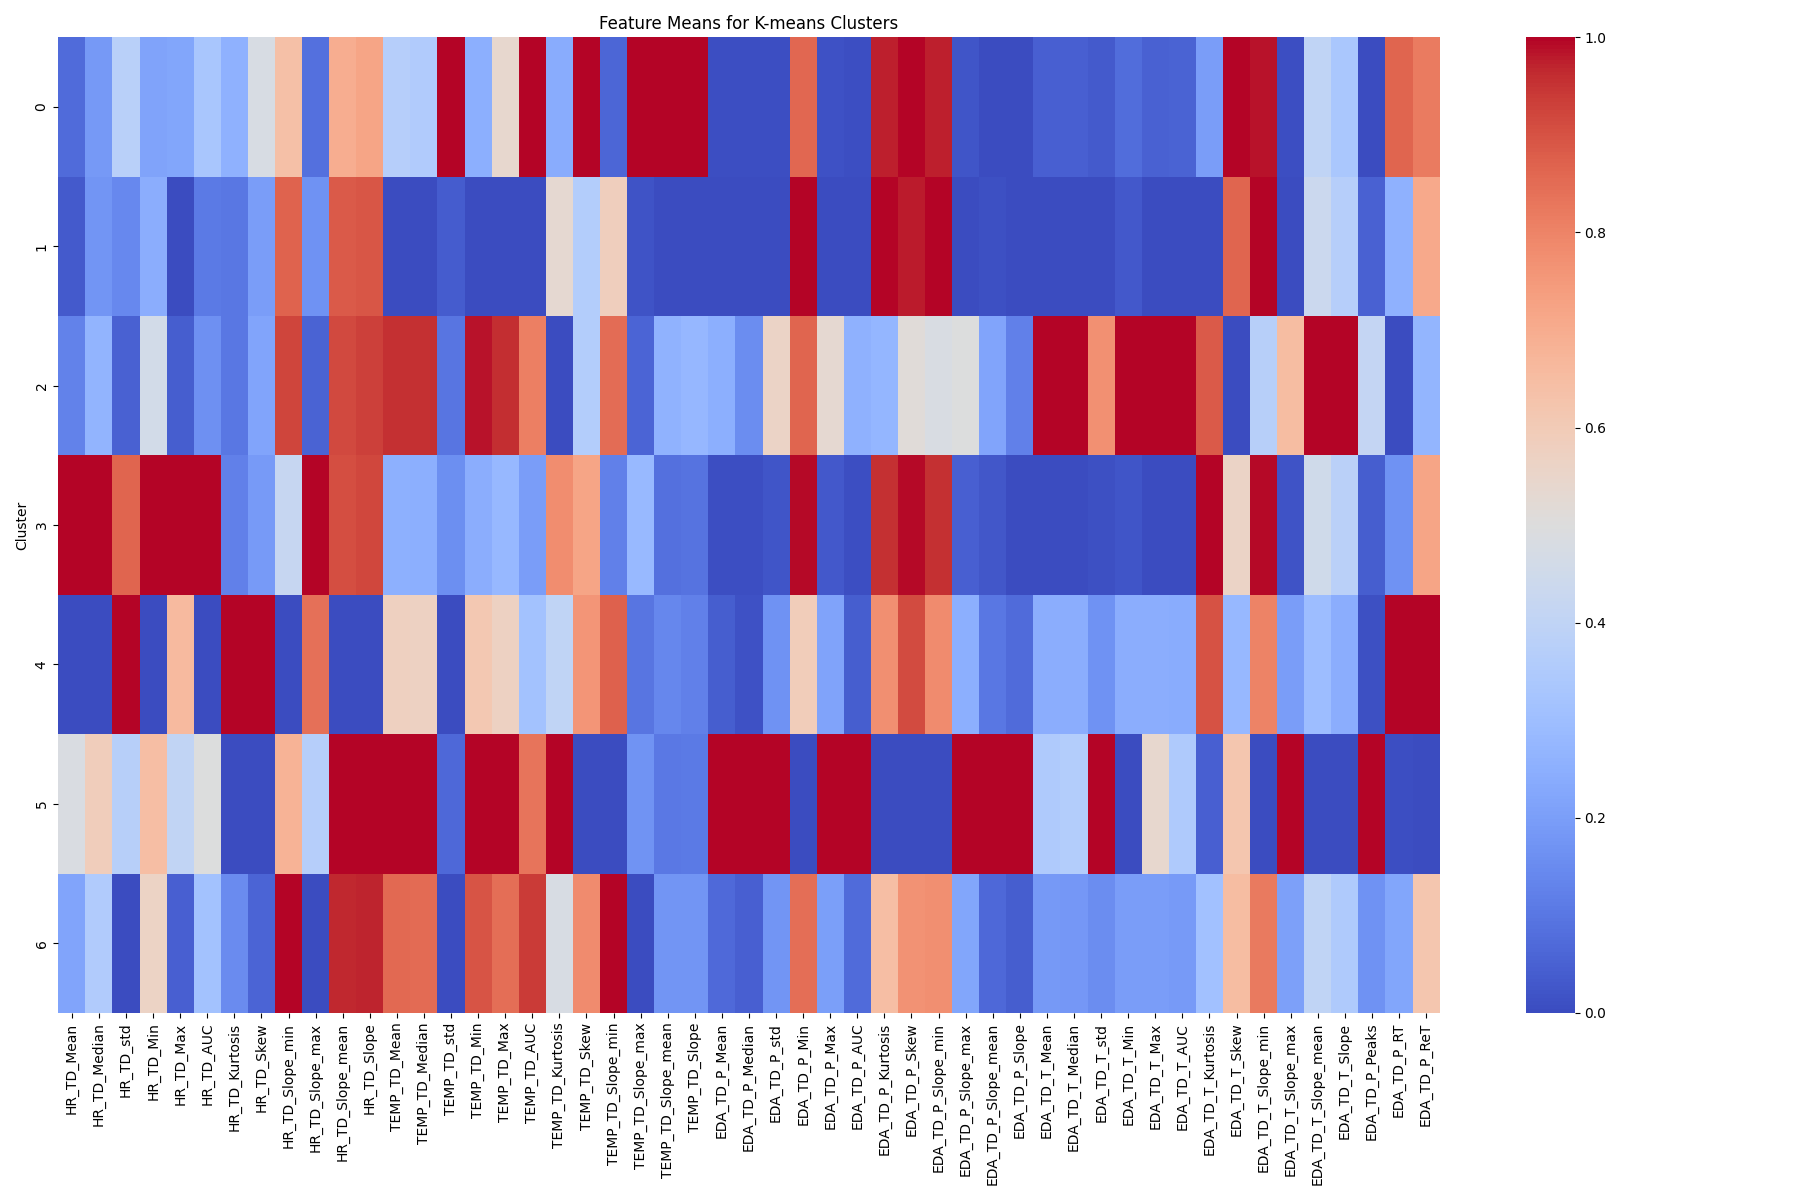 Feature Means for K-means Clusters
Cluster
0
1
2
3
4
5
6
HR_TD_Mean
HR_TD_Median
HR_TD_std
HR_TD_Min
HR_TD_Max
HR_TD_AUC
HR_TD_Kurtosis
HR_TD_Skew
HR_TD_Slope_min
HR_TD_Slope_max
HR_TD_Slope_mean
HR_TD_Slope
TEMP_TD_Mean
TEMP_TD_Median
TEMP_TD_std
TEMP_TD_Min
TEMP_TD_Max
TEMP_TD_AUC
TEMP_TD_Kurtosis
TEMP_TD_Skew
TEMP_TD_Slope_min
TEMP_TD_Slope_max
TEMP_TD_Slope_mean
TEMP_TD_Slope
EDA_TD_P_Mean
EDA_TD_P_Median
EDA_TD_P_std
EDA_TD_P_Min
EDA_TD_P_Max
EDA_TD_P_AUC
EDA_TD_P_Kurtosis
EDA_TD_P_Skew
EDA_TD_P_Slope_min
EDA_TD_P_Slope_max
EDA_TD_P_Slope_mean
EDA_TD_P_Slope
EDA_TD_T_Mean
EDA_TD_T_Median
EDA_TD_T_std
EDA_TD_T_Min
EDA_TD_T_Max
EDA_TD_T_AUC
EDA_TD_T_Kurtosis
EDA_TD_T_Skew
EDA_TD_T_Slope_min
EDA_TD_T_Slope_max
EDA_TD_T_Slope_mean
EDA_TD_T_Slope
EDA_TD_P_Peaks
EDA_TD_P_RT
EDA_TD_P_ReT
1.0
0.8
0.6
0.4
0.2
0.0